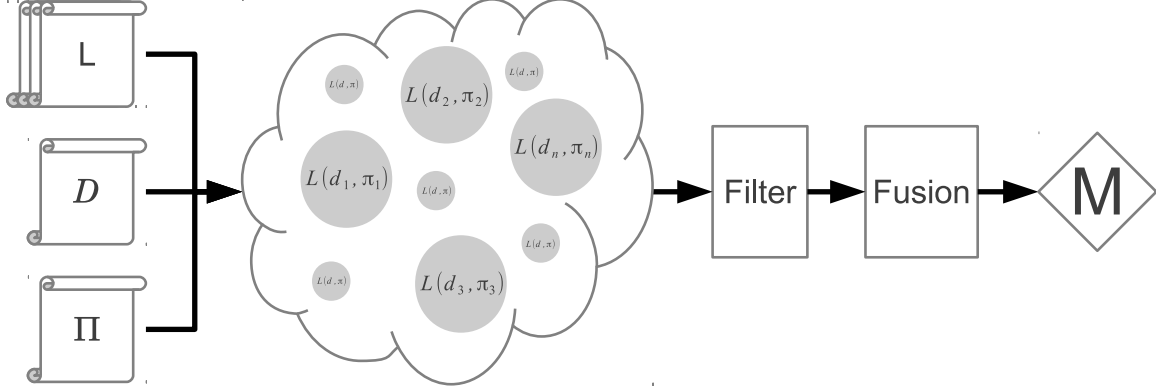 L
D
Π
L(d,π)
L(d₂,π₂)
L(d,π)
L(dₙ,πₙ)
L(d₁,π₁)
L(d,π)
L(d,π)
L(d,π)
L(d₃,π₃)
Filter
Fusion
M